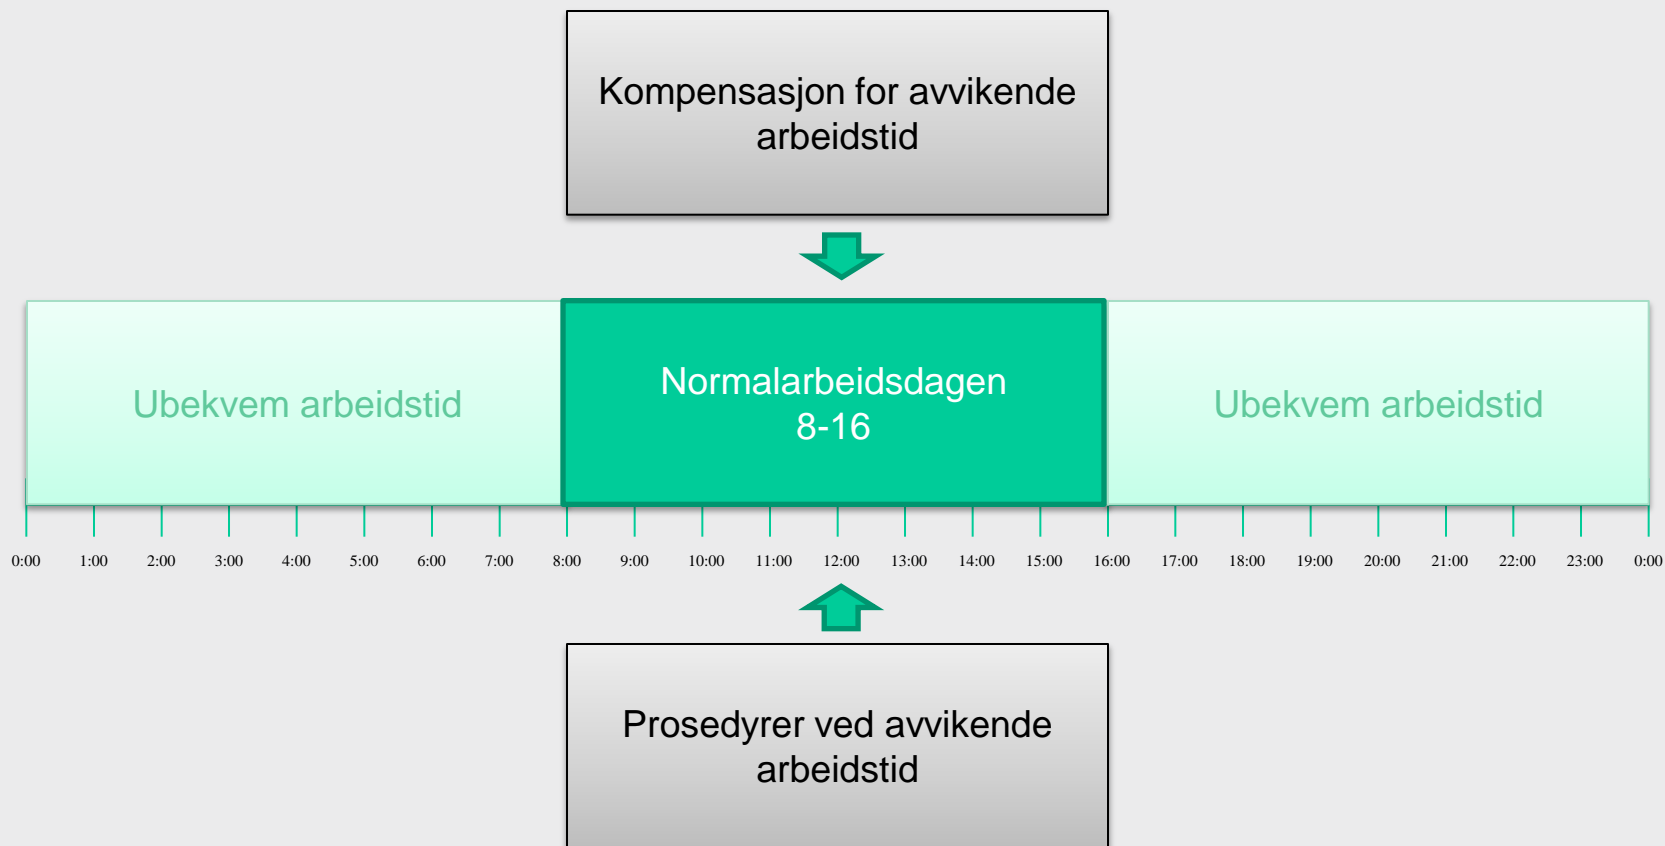 Kompensasjon for avvikende
arbeidstid
Ubekvem arbeidstid
Normalarbeidsdagen
8-16
Ubekvem arbeidstid
0:00 1:00 2:00 3:00 4:00 5:00 6:00 7:00 8:00 9:00 10:00 11:00 12:00 13:00 14:00 15:00 16:00 17:00 18:00 19:00 20:00 21:00 22:00 23:00 0:00
Prosedyrer ved avvikende
arbeidstid